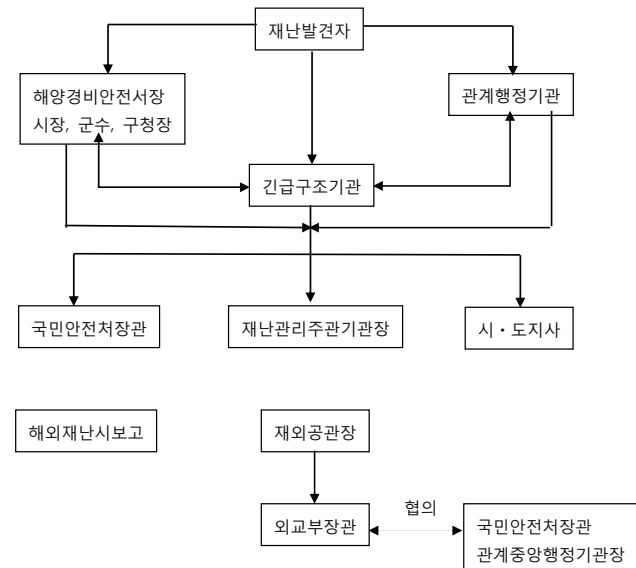 재난발견자
해양경비안전서장
시장, 군수, 구청장
관계행정기관
긴급구조기관
국민안전처장관
재난관리주관기관장
시・도지사
해외재난시보고
재외공관장
외교부장관
협의
국민안전처장관
관계중앙행정기관장